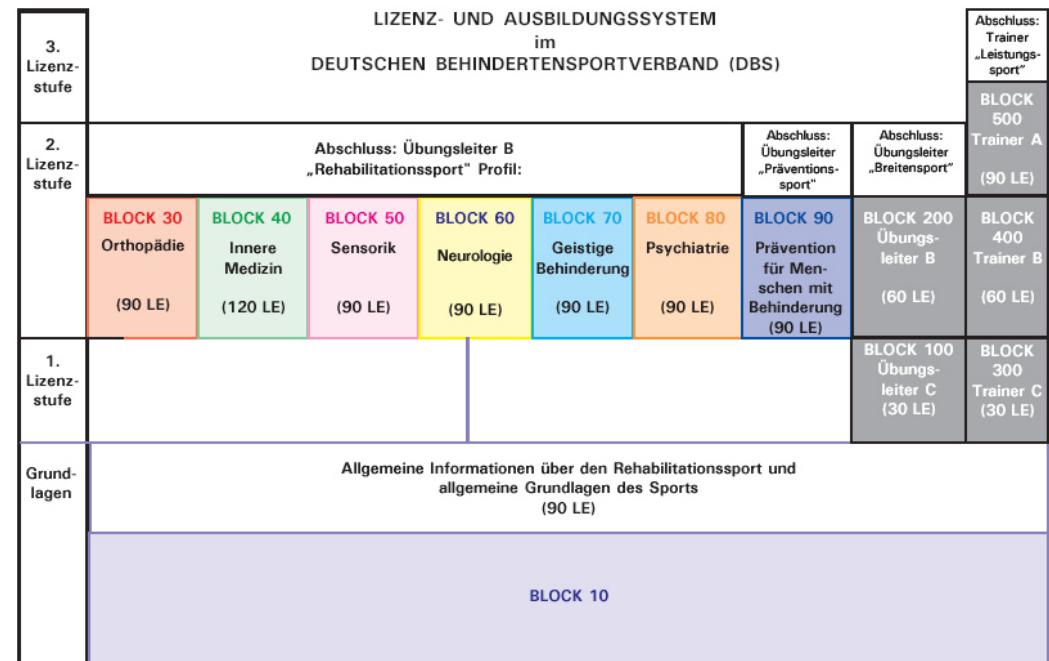 LIZENZ- UND AUSBILDUNGSSYSTEM
im
DEUTSCHEN BEHINDERTENSPORTVERBAND (DBS)
3.
Lizenz-
stufe
Abschluss:
Trainer
„Leistungs-
sport"
BLOCK
500
Trainer A
(90 LE)
2.
Lizenz-
stufe
Abschluss: Übungsleiter B
„Rehabilitationssport" Profil:
Abschluss:
Übungsleiter
„Präventions-
sport"
Abschluss:
Übungsleiter
„Breitensport"
BLOCK 30
Orthopädie
(90 LE)
BLOCK 40
Innere
Medizin
(120 LE)
BLOCK 50
Sensorik
(90 LE)
BLOCK 60
Neurologie
(90 LE)
BLOCK 70
Geistige
Behinderung
(90 LE)
BLOCK 80
Psychiatrie
(90 LE)
BLOCK 90
Prävention
für Men-
schen mit
Behinderung
(90 LE)
BLOCK 200
Übungs-
leiter B
(60 LE)
BLOCK
400
Trainer B
(60 LE)
1.
Lizenz-
stufe
BLOCK 100
Übungs-
leiter C
(30 LE)
BLOCK
300
Trainer C
(30 LE)
Grund-
lagen
Allgemeine Informationen über den Rehabilitationssport und
allgemeine Grundlagen des Sports
(90 LE)
BLOCK 10